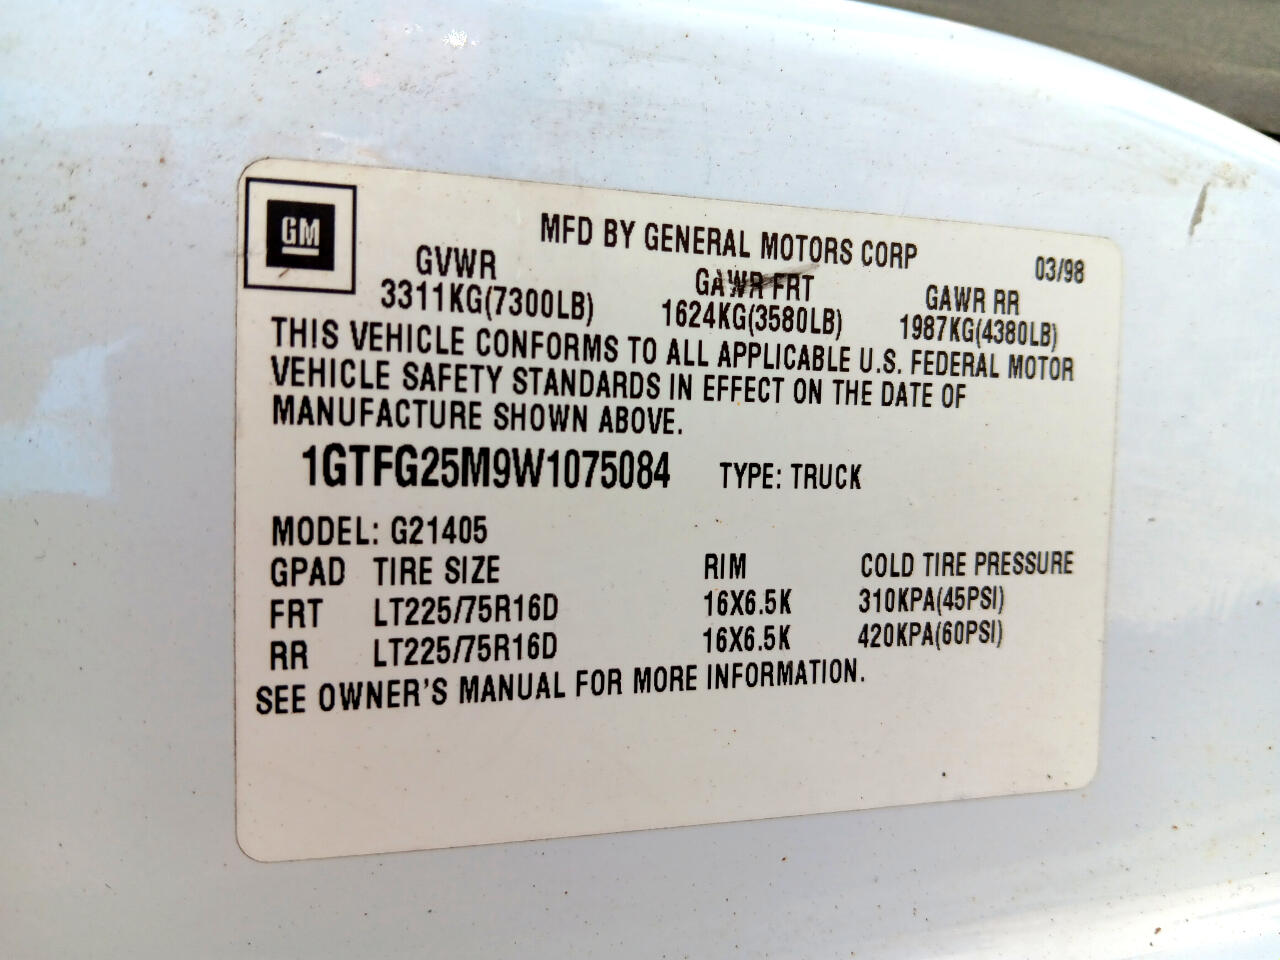 GM
MFD BY GENERAL MOTORS CORP 03/98
GVWR GAWR FRT GAWR RR
3311KG(7300LB) 1624KG(3580LB) 1987KG(4380LB)
THIS VEHICLE CONFORMS TO ALL APPLICABLE U.S. FEDERAL MOTOR
VEHICLE SAFETY STANDARDS IN EFFECT ON THE DATE OF
MANUFACTURE SHOWN ABOVE.
1GTFG25M9W1075084 TYPE: TRUCK
MODEL: G21405
GPAD TIRE SIZE RIM COLD TIRE PRESSURE
FRT LT225/75R16D 16X6.5K 310KPA(45PSI)
RR LT225/75R16D 16X6.5K 420KPA(60PSI)
SEE OWNER'S MANUAL FOR MORE INFORMATION.